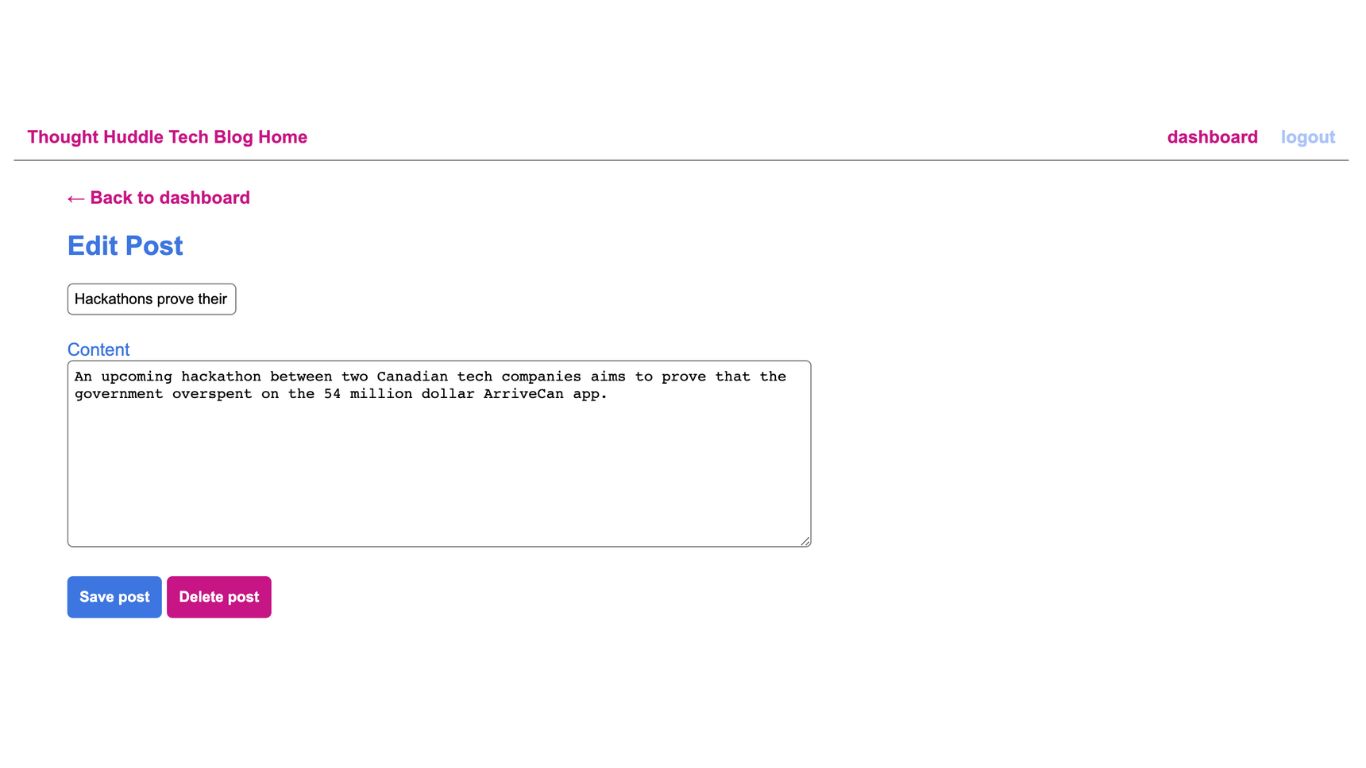 Thought Huddle Tech Blog Home dashboard logout
← Back to dashboard
Edit Post
Hackathons prove their
Content
An upcoming hackathon between two Canadian tech companies aims to prove that the
government overspent on the 54 million dollar ArriveCan app.
Save post Delete post